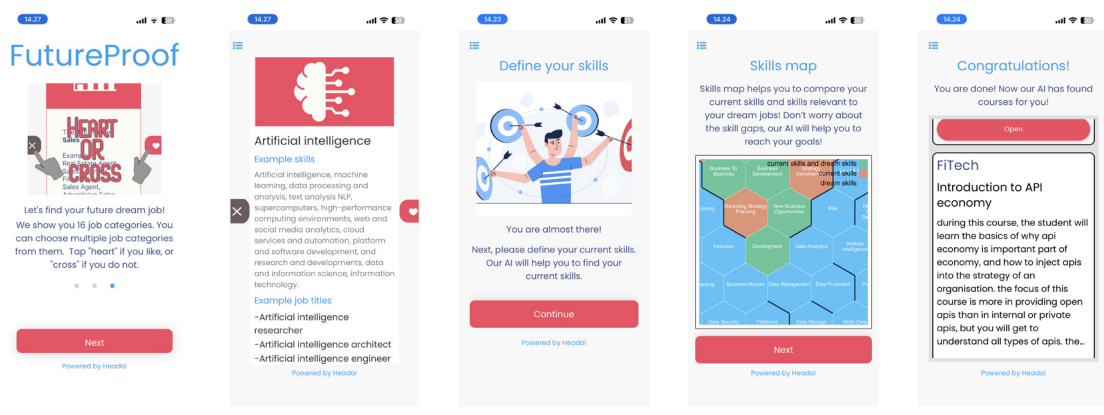 14.27
FutureProof
HEART
OR
CROSS
Sales
Real Estate Agent,
Sales Agent,
Let's find your future dream job!
We show you 16 job categories. You
can choose multiple job categories
from them. Tap "heart" if you like, or
"cross" if you do not.
Next
Powered by Headai
14.27
Artificial intelligence
Example skills
Artificial intelligence, machine
learning, data processing and
analysis, text analysis NLP,
supercomputers, high-performance
computing environments, web and
social media analytics, cloud
services and automation, platform
and software development, and
research and developments, data
and information science, information
technology.
Example job titles
-Artificial intelligence
researcher
-Artificial intelligence architect
-Artificial intelligence engineer
Powered by Headai
14.23
Define your skills
You are almost there!
Next, please define your current skills.
Our AI will help you to find your
current skills.
Continue
Powered by Headai
14.24
Skills map
Skills map helps you to compare your
current skills and skills relevant to
your dream jobs! Don't worry about
the skill gaps, our AI will help you to
reach your goals!
current skills and dream skills
current skills
dream skills
Business To
Business
Business
Development
Marketing Strategy
Planning
New Business
Opportunities
Risk
Inclusion
Development
Data Analytics
Artificial
Business Models
Data Management
Data Protection
Data Security
Platforms
Data Storage
Skills Data
Next
Powered by Headai
14.24
Congratulations!
You are done! Now our AI has found
courses for you!
Open
FiTech
Introduction to API
economy
during this course, the student will
learn the basics of why api
economy is important part of
economy, and how to inject apis
into the strategy of an
organisation. the focus of this
course is more in providing open
apis than in internal or private
apis, but you will get to
understand all types of apis. the...
Powered by Headai